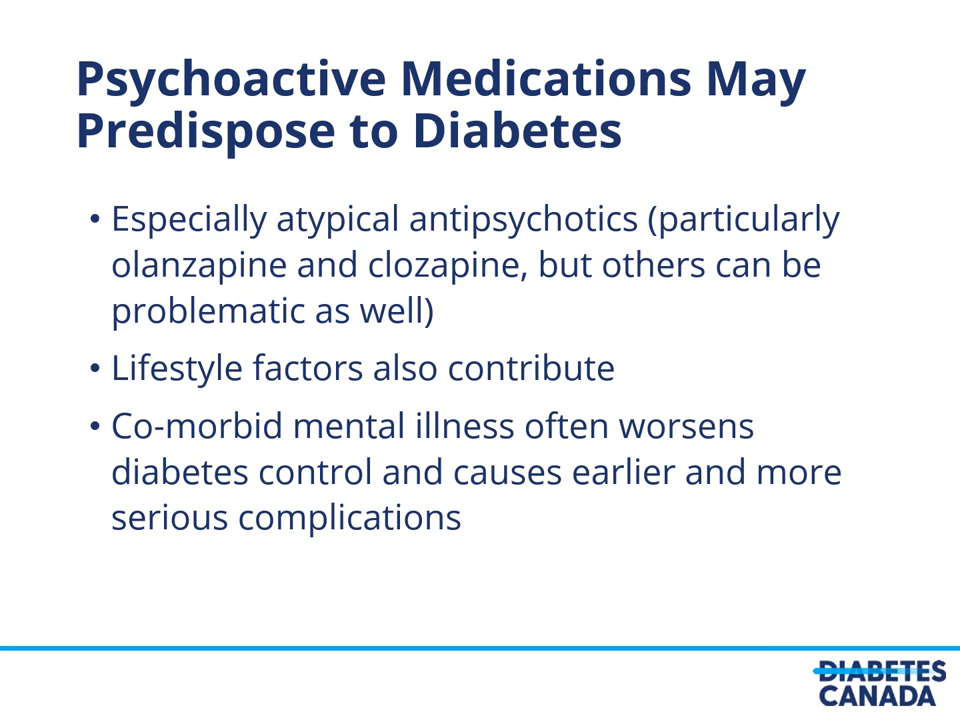 Psychoactive Medications May
Predispose to Diabetes
• Especially atypical antipsychotics (particularly
olanzapine and clozapine, but others can be
problematic as well)
• Lifestyle factors also contribute
• Co-morbid mental illness often worsens
diabetes control and causes earlier and more
serious complications
DIABETES
CANADA